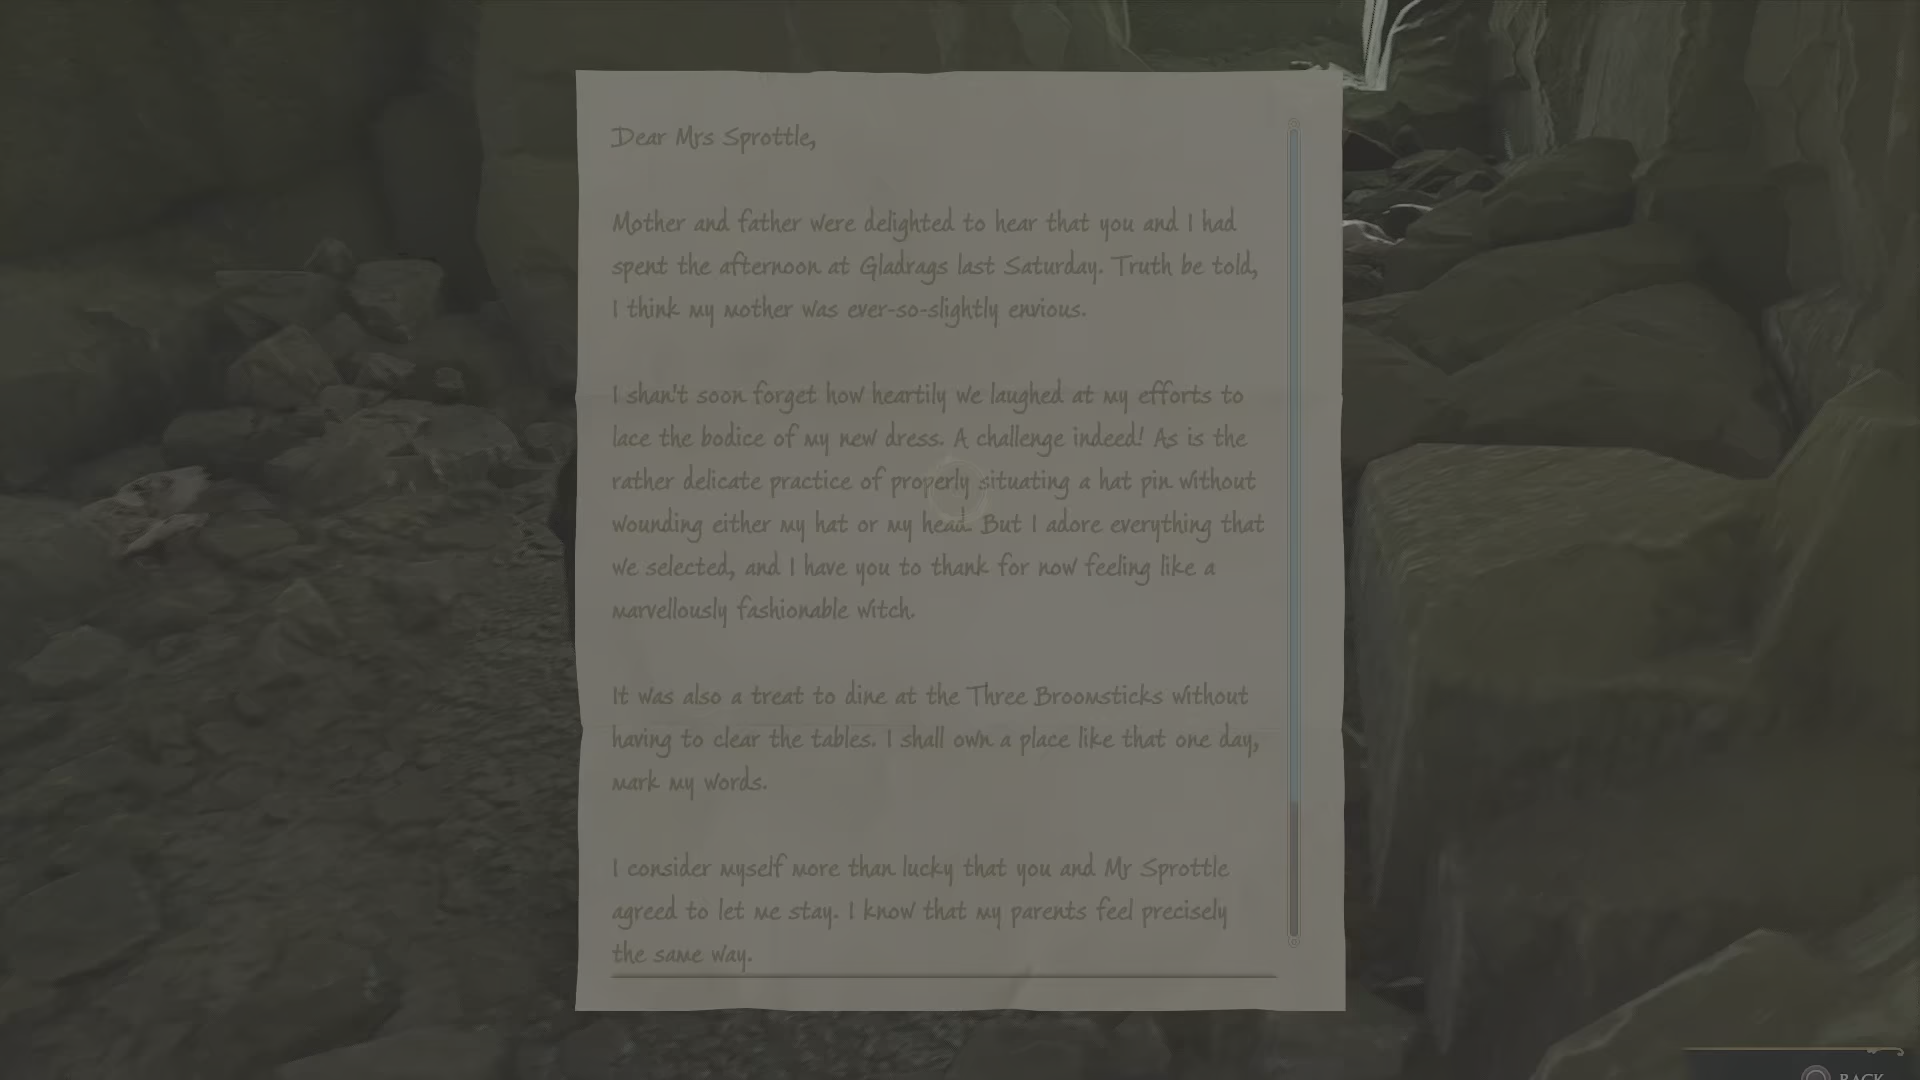 Dear Mrs Sprottle,
Mother and father were delighted to hear that you and I had
spent the afternoon at Gladrags last Saturday. Truth be told,
I think my mother was ever-so-slightly envious.
I shan't soon forget how heartily we laughed at my efforts to
lace the bodice of my new dress. A challenge indeed! As is the
rather delicate practice of properly situating a hat pin without
wounding either my hat or my head. But I adore everything that
we selected, and I have you to thank for now feeling like a
marvellously fashionable witch.
It was also a treat to dine at the Three Broomsticks without
having to clear the tables. I shall own a place like that one day,
mark my words.
I consider myself more than lucky that you and Mr Sprottle
agreed to let me stay. I know that my parents feel precisely
the same way.
BACK